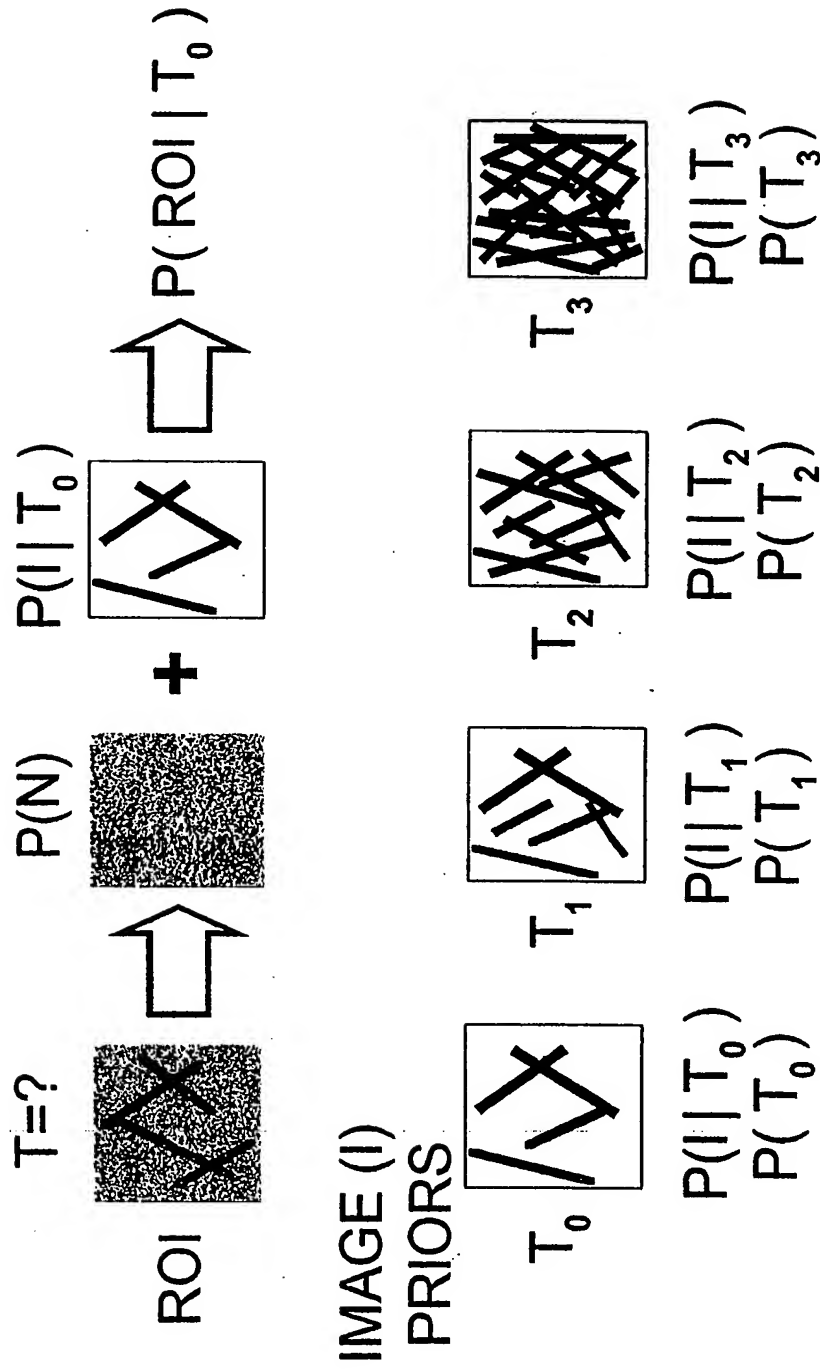 T=?
P(N)
P(I | T₀)
ROI
+
P( ROI | T₀ )
IMAGE (I)
PRIORS
T₀
T₁
T₂
T₃
P(I | T₀)
P( T₀ )
P(I | T₁)
P( T₁ )
P(I | T₂)
P( T₂ )
P(I | T₃)
P( T₃ )